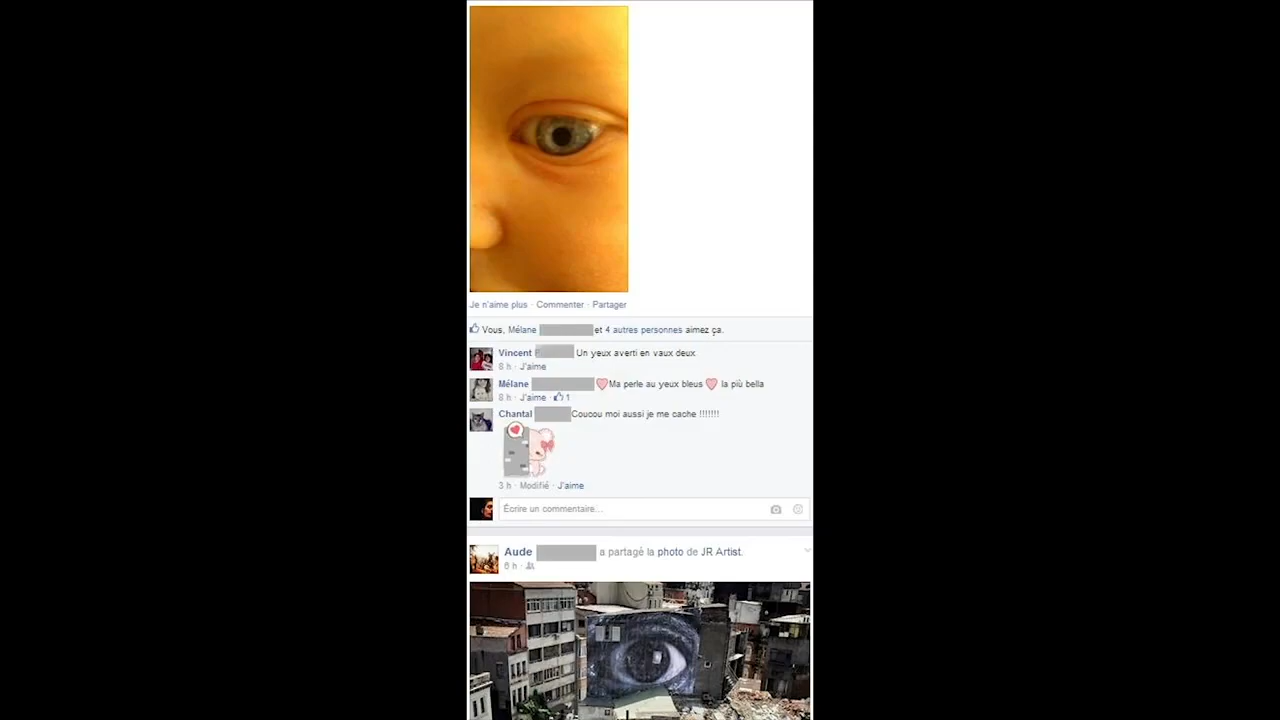 Je n'aime plus · Commenter · Partager
Vous, Mélane et 4 autres personnes aimez ça.
Vincent Un yeux averti en vaux deux
8 h · J'aime
Mélane Ma perle au yeux bleus la più bella
8 h · J'aime · 1
Chantal Coucou moi aussi je me cache !!!!!!!
3 h · Modifié · J'aime
Écrire un commentaire...
Aude a partagé la photo de JR Artist.
6 h ·